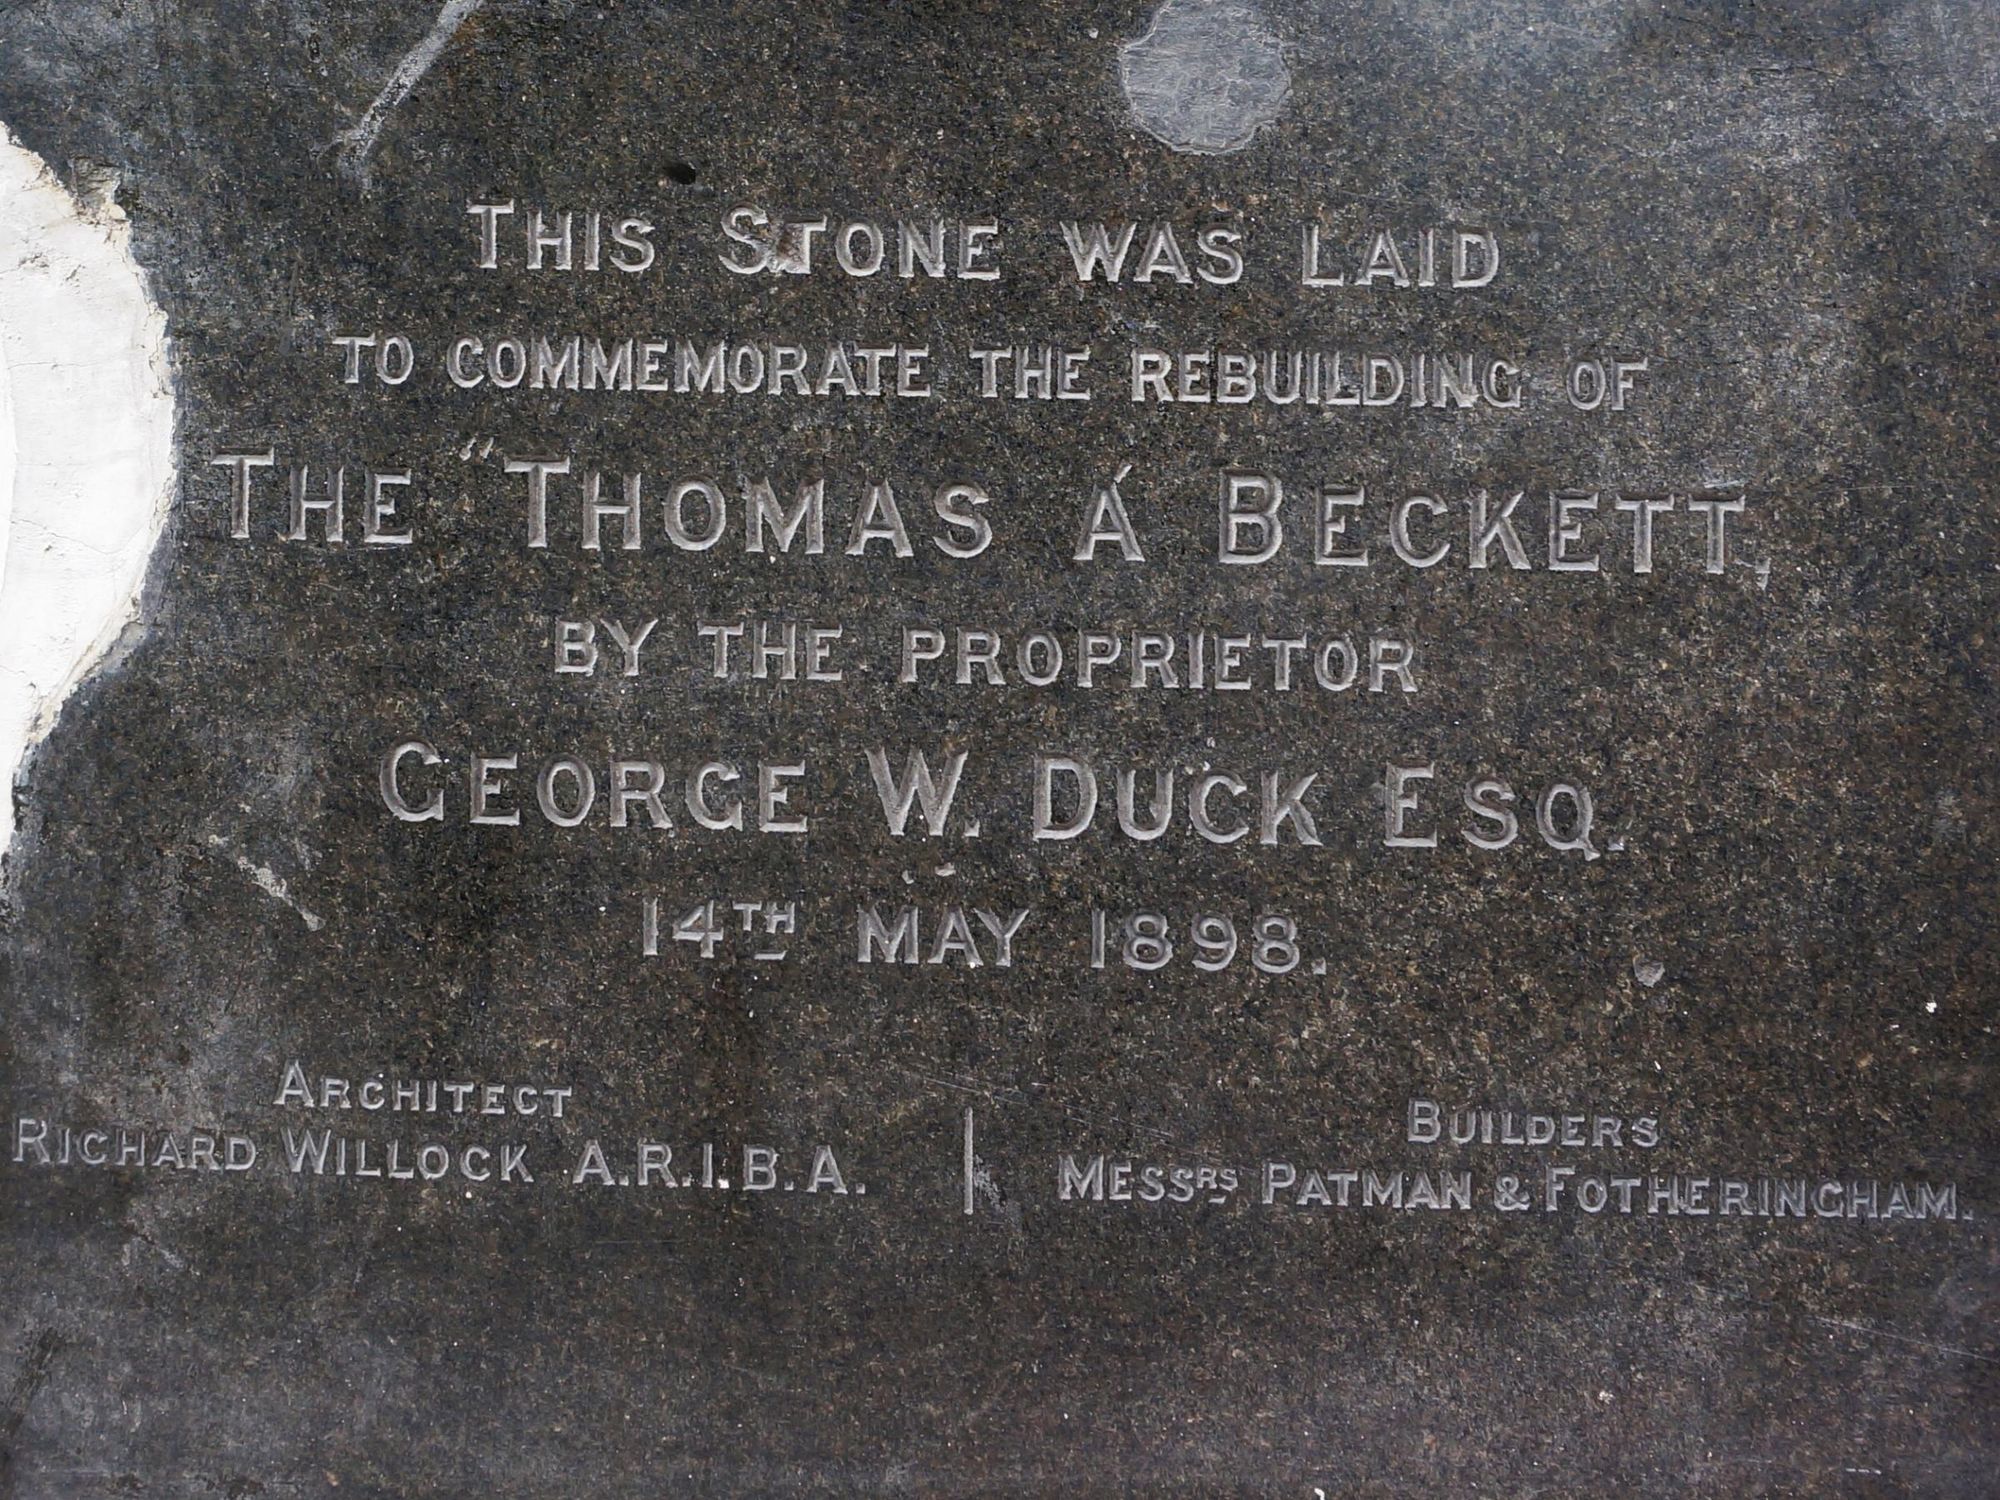 THIS STONE WAS LAID
TO COMMEMORATE THE REBUILDING OF
THE "THOMAS Á BECKETT,
BY THE PROPRIETOR
GEORGE W. DUCK ESQ.
14TH MAY 1898.
ARCHITECT
RICHARD WILLOCK A.R.I.B.A.
BUILDERS
MESSRS PATMAN & FOTHERINGHAM.